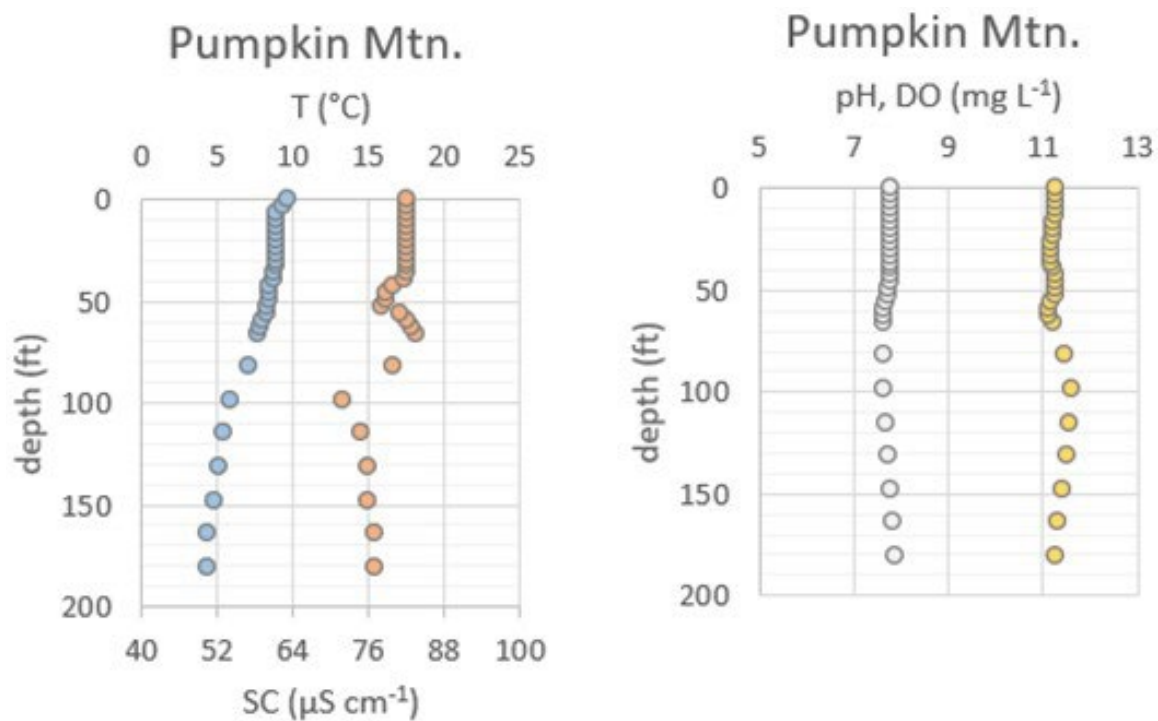 Pumpkin Mtn.
T (°C)
0 5 10 15 20 25
0
50
100
150
200
depth (ft)
40 52 64 76 88 100
SC (µS cm⁻¹)
Pumpkin Mtn.
pH, DO (mg L⁻¹)
5 7 9 11 13
0
50
100
150
200
depth (ft)